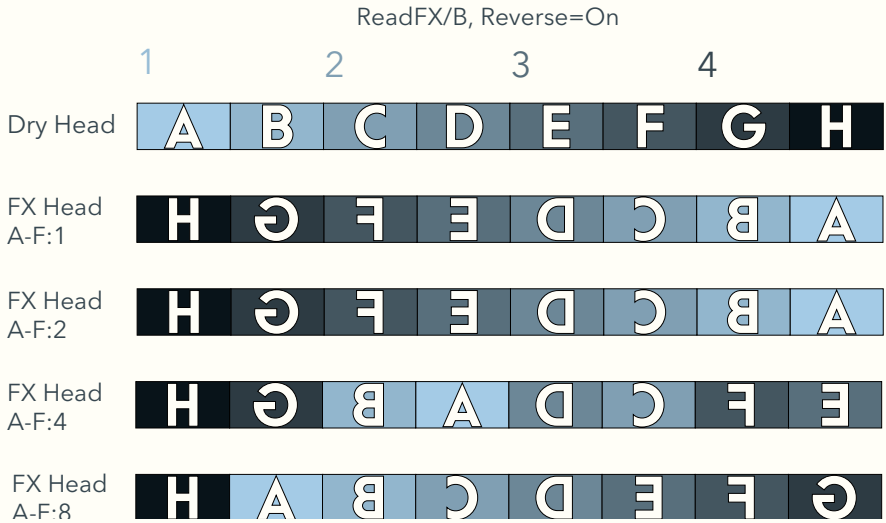 ReadFX/B, Reverse=On
1 2 3 4
Dry Head A B C D E F G H
FX Head H G F E D C B A
A-F:1
FX Head H G F E D C B A
A-F:2
FX Head H G B A D C F E
A-F:4
FX Head H A B C D E F G
A-F:8